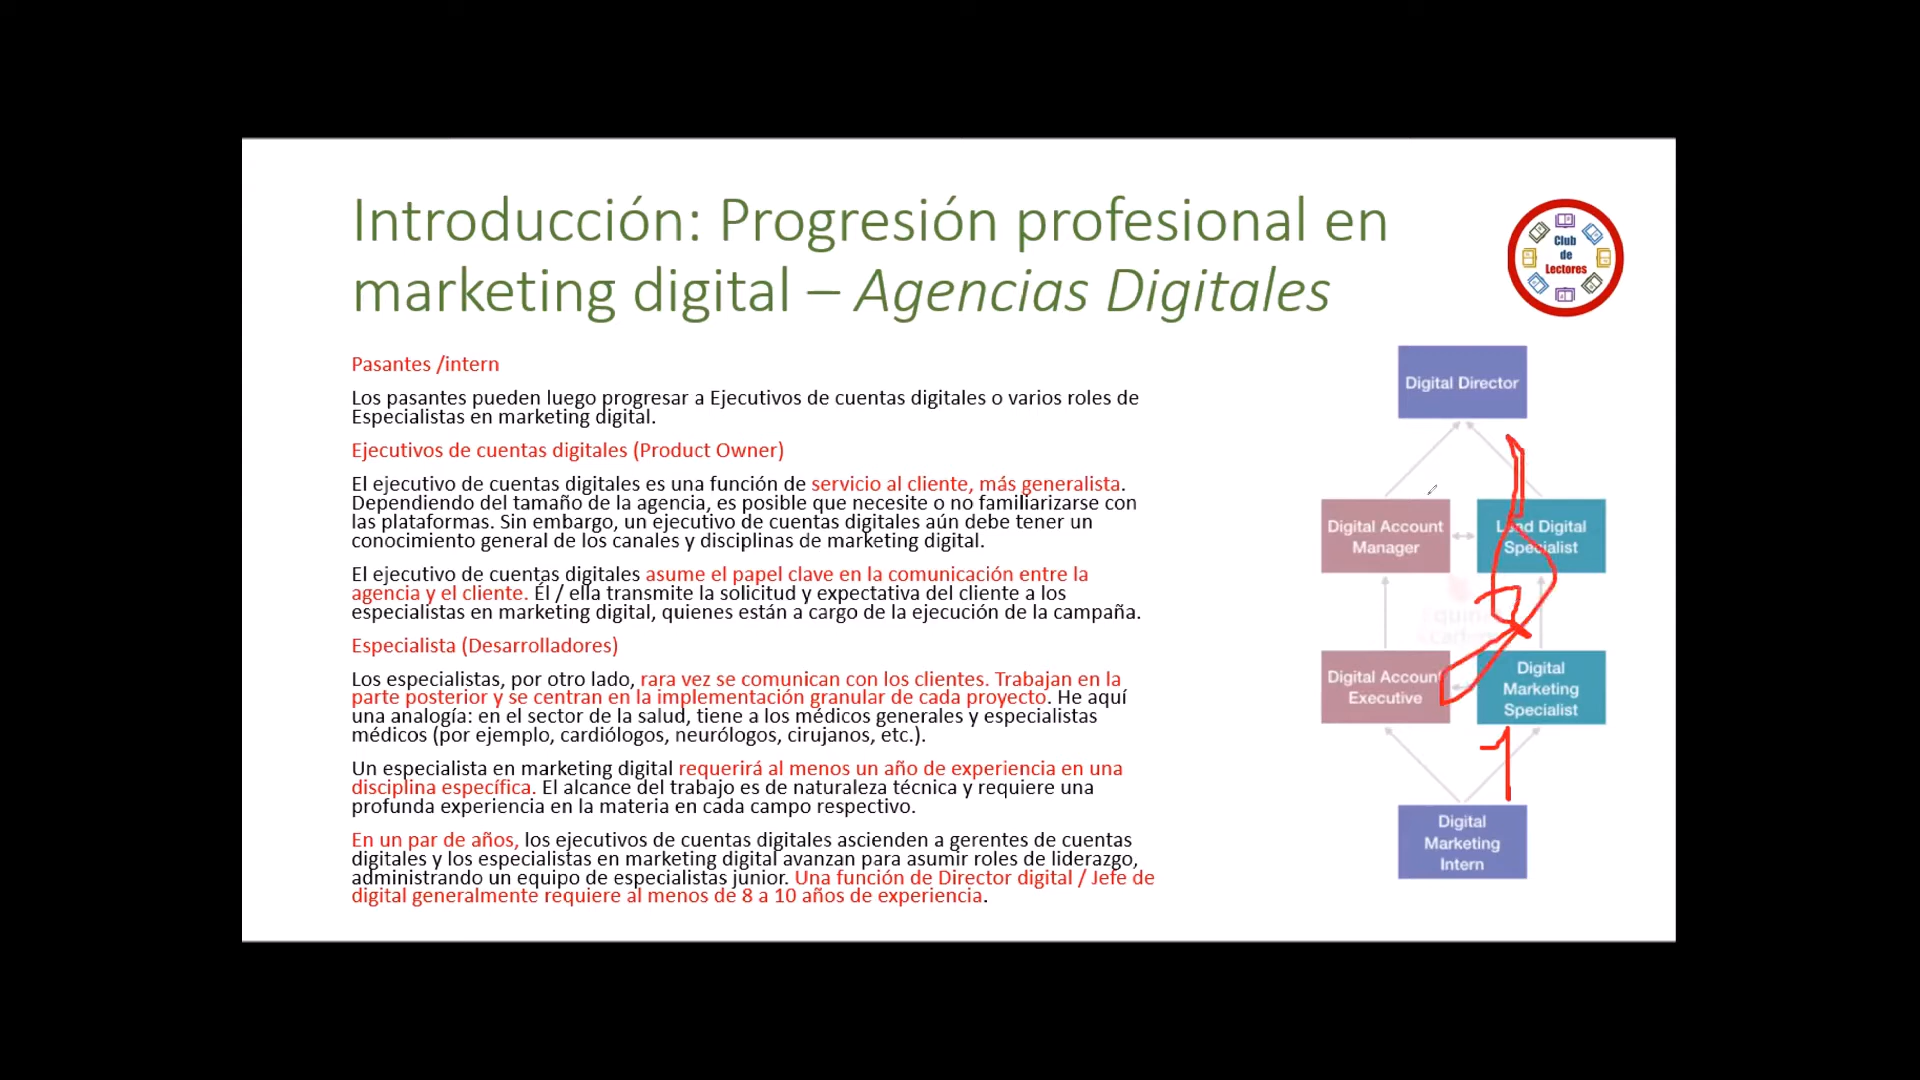 Introducción: Progresión profesional en
marketing digital – Agencias Digitales
Club
de
Lectores
Pasantes /intern
Los pasantes pueden luego progresar a Ejecutivos de cuentas digitales o varios roles de
Especialistas en marketing digital.
Ejecutivos de cuentas digitales (Product Owner)
El ejecutivo de cuentas digitales es una función de servicio al cliente, más generalista.
Dependiendo del tamaño de la agencia, es posible que necesite o no familiarizarse con
las plataformas. Sin embargo, un ejecutivo de cuentas digitales aún debe tener un
conocimiento general de los canales y disciplinas de marketing digital.
El ejecutivo de cuentas digitales asume el papel clave en la comunicación entre la
agencia y el cliente. Él / ella transmite la solicitud y expectativa del cliente a los
especialistas en marketing digital, quienes están a cargo de la ejecución de la campaña.
Especialista (Desarrolladores)
Los especialistas, por otro lado, rara vez se comunican con los clientes. Trabajan en la
parte posterior y se centran en la implementación granular de cada proyecto. He aquí
una analogía: en el sector de la salud, tiene a los médicos generales y especialistas
médicos (por ejemplo, cardiólogos, neurólogos, cirujanos, etc.).
Un especialista en marketing digital requerirá al menos un año de experiencia en una
disciplina específica. El alcance del trabajo es de naturaleza técnica y requiere una
profunda experiencia en la materia en cada campo respectivo.
En un par de años, los ejecutivos de cuentas digitales ascienden a gerentes de cuentas
digitales y los especialistas en marketing digital avanzan para asumir roles de liderazgo,
administrando un equipo de especialistas junior. Una función de Director digital / Jefe de
digital generalmente requiere al menos de 8 a 10 años de experiencia.
Digital Director
Digital Account
Manager
Lead Digital
Specialist
Digital Account
Executive
Digital
Marketing
Specialist
Digital
Marketing
Intern